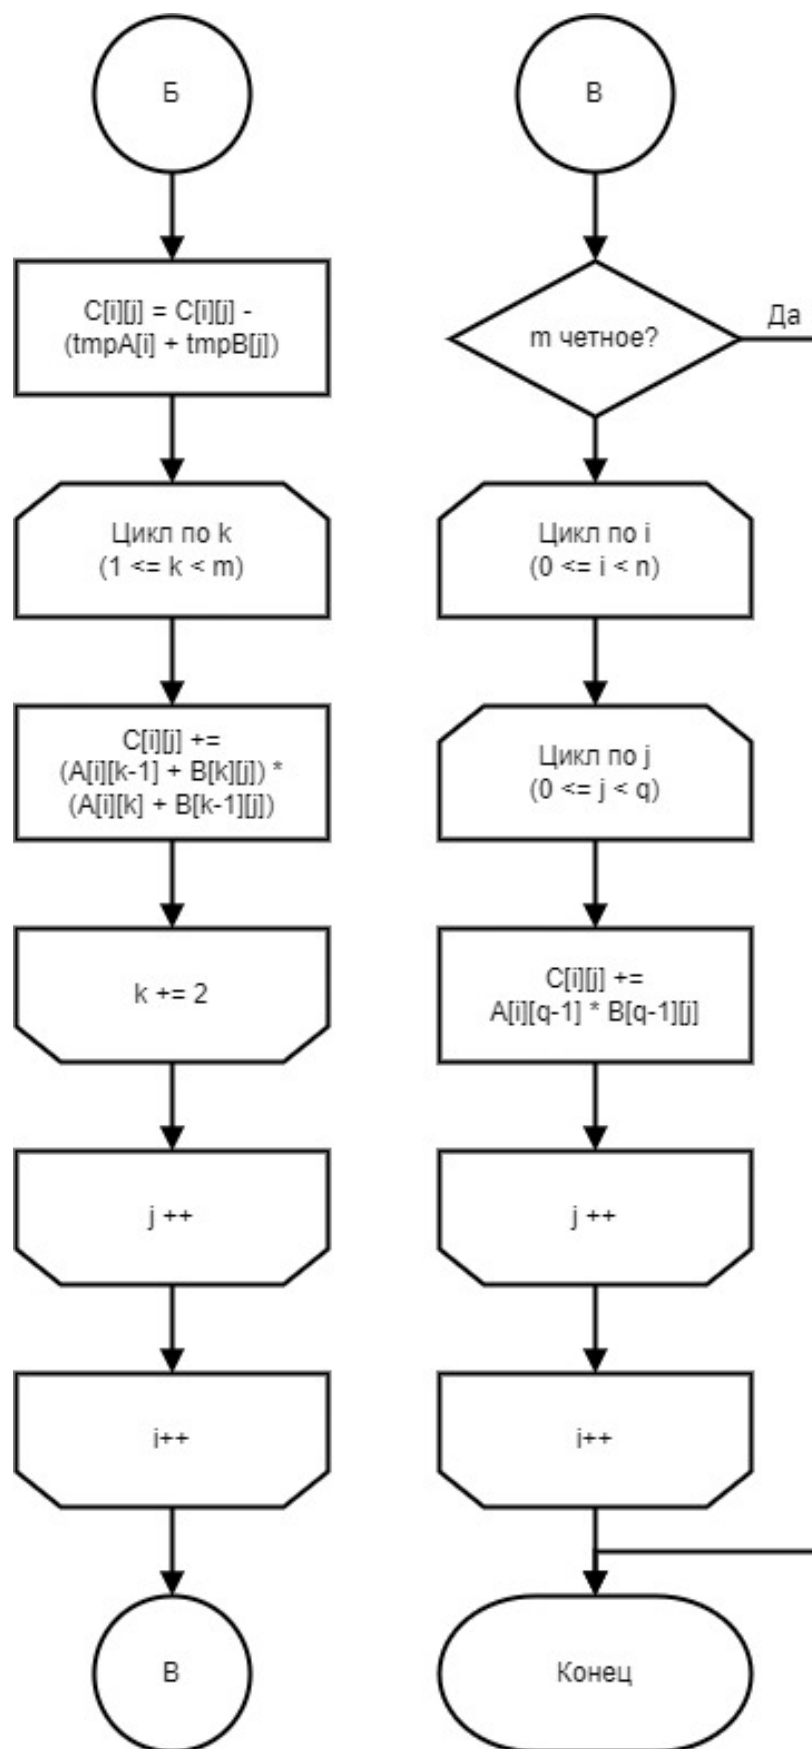 Б
C[i][j] = C[i][j] -
(tmpA[i] + tmpB[j])
Цикл по k
(1 <= k < m)
C[i][j] +=
(A[i][k-1] + B[k][j]) *
(A[i][k] + B[k-1][j])
k += 2
j ++
i++
В
В
m четное?
Да
Цикл по i
(0 <= i < n)
Цикл по j
(0 <= j < q)
C[i][j] +=
A[i][q-1] * B[q-1][j]
j ++
i++
Конец